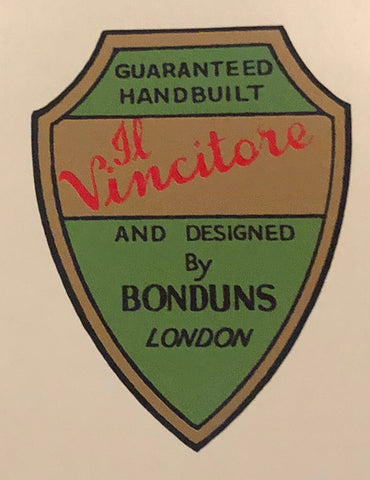 GUARANTEED
HANDBUILT
Il
Vincitore
AND DESIGNED
By
BONDUNS
LONDON